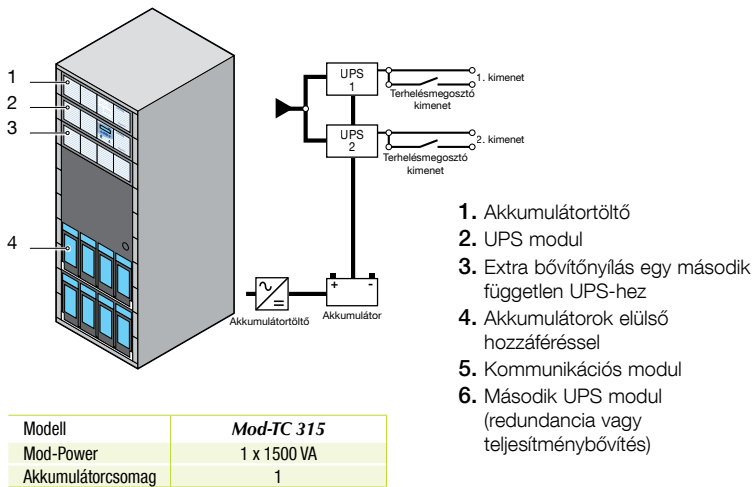 1
2
3
4
UPS
1
1. kimenet
Terhelésmegosztó
kimenet
UPS
2
2. kimenet
Terhelésmegosztó
kimenet
+ -
Akkumulátortöltő
Akkumulátor
1. Akkumulátortöltő
2. UPS modul
3. Extra bővítőnyílás egy második
független UPS-hez
4. Akkumulátorok elülső
hozzáféréssel
5. Kommunikációs modul
6. Második UPS modul
(redundancia vagy
teljesítménybővítés)
Modell Mod-TC 315
Mod-Power 1 x 1500 VA
Akkumulátorcsomag 1